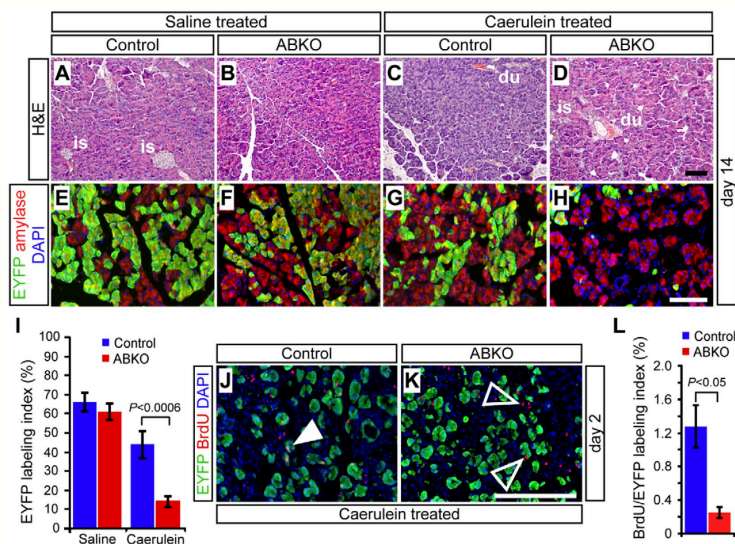 Saline treated
Caerulein treated
Control
ABKO
Control
ABKO
H&E
A
is
is
B
C
du
D
is
du
EYFP amylase
DAPI
E
F
G
H
day 14
I
EYFP labeling index (%)
100
90
80
70
60
50
40
30
20
10
0
Control
ABKO
P<0.0006
Saline
Caerulein
Control
ABKO
EYFP BrdU DAPI
J
K
day 2
Caerulein treated
L
BrdU/EYFP labeling index (%)
Control
ABKO
2.0
1.6
1.2
0.8
0.4
0
P<0.05